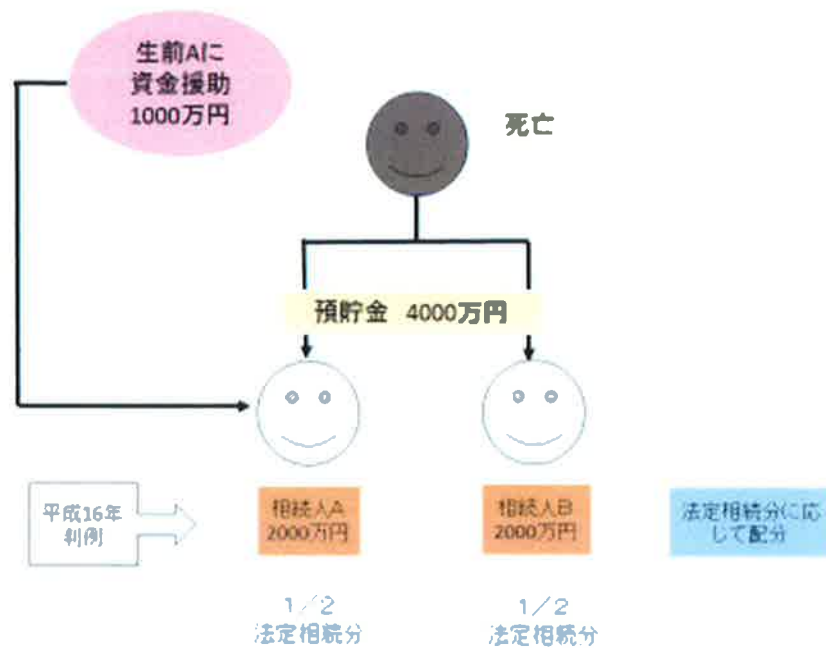 生前Aに
資金援助
1000万円
死亡
預貯金 4000万円
平成16年
判例
相続人A
2000万円
相続人B
2000万円
法定相続分に応
じて配分
1/2
法定相続分
1/2
法定相続分